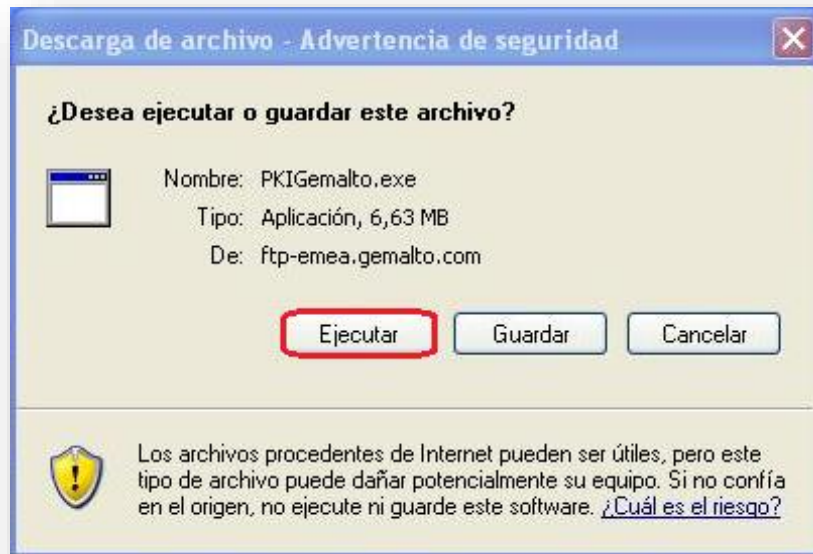 Descarga de archivo - Advertencia de seguridad
¿Desea ejecutar o guardar este archivo?
Nombre: PKIGemalto.exe
Tipo: Aplicación, 6,63 MB
De: ftp-emea.gemalto.com
Ejecutar Guardar Cancelar
Los archivos procedentes de Internet pueden ser útiles, pero este
tipo de archivo puede dañar potencialmente su equipo. Si no confía
en el origen, no ejecute ni guarde este software. ¿Cuál es el riesgo?